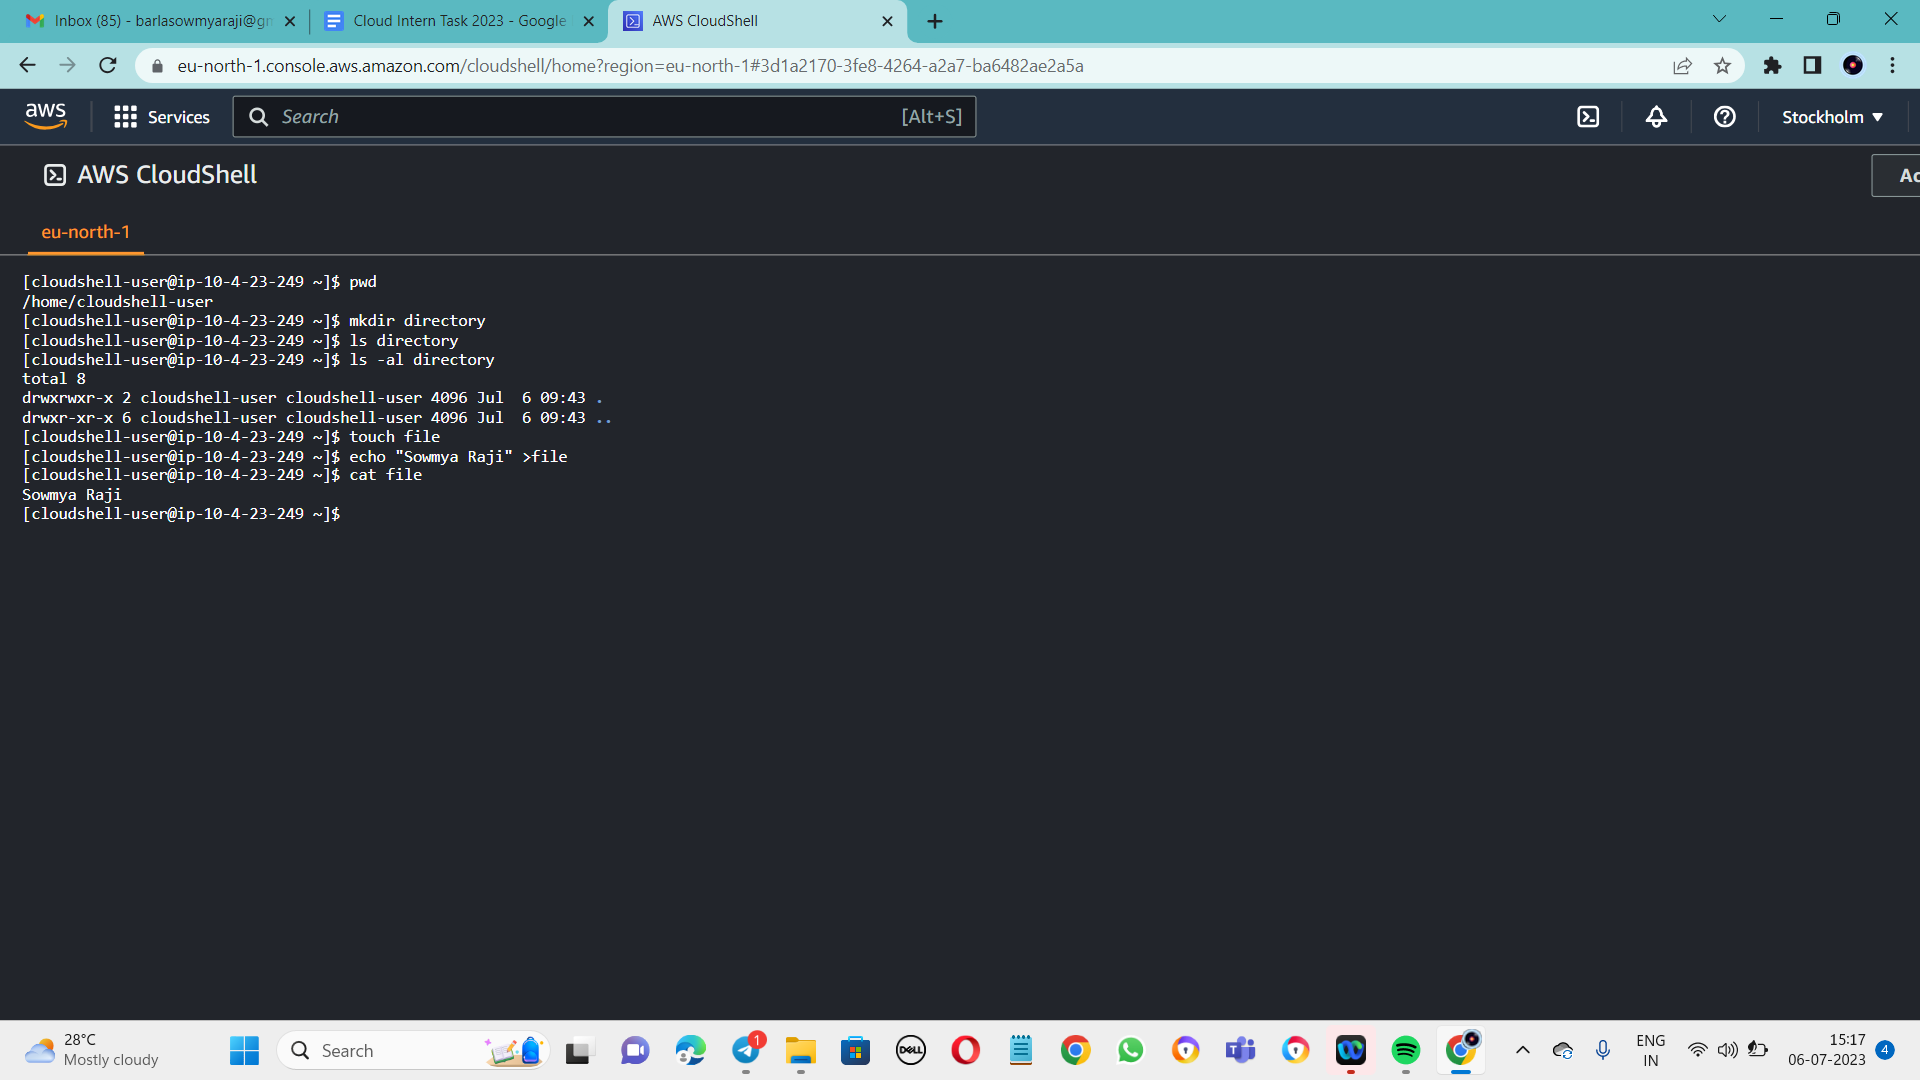 Inbox (85) - barlasowmyaraji@gm
Cloud Intern Task 2023 - Google
AWS CloudShell
eu-north-1.console.aws.amazon.com/cloudshell/home?region=eu-north-1#3d1a2170-3fe8-4264-a2a7-ba6482ae2a5a
aws
Services
Search
[Alt+S]
Stockholm
AWS CloudShell
Ac
eu-north-1
[cloudshell-user@ip-10-4-23-249 ~]$ pwd
/home/cloudshell-user
[cloudshell-user@ip-10-4-23-249 ~]$ mkdir directory
[cloudshell-user@ip-10-4-23-249 ~]$ ls directory
[cloudshell-user@ip-10-4-23-249 ~]$ ls -al directory
total 8
drwxrwxr-x 2 cloudshell-user cloudshell-user 4096 Jul  6 09:43 .
drwxr-xr-x 6 cloudshell-user cloudshell-user 4096 Jul  6 09:43 ..
[cloudshell-user@ip-10-4-23-249 ~]$ touch file
[cloudshell-user@ip-10-4-23-249 ~]$ echo "Sowmya Raji" >file
[cloudshell-user@ip-10-4-23-249 ~]$ cat file
Sowmya Raji
[cloudshell-user@ip-10-4-23-249 ~]$
28°C
Mostly cloudy
Search
1
DELL
ENG
IN
15:17
06-07-2023
4